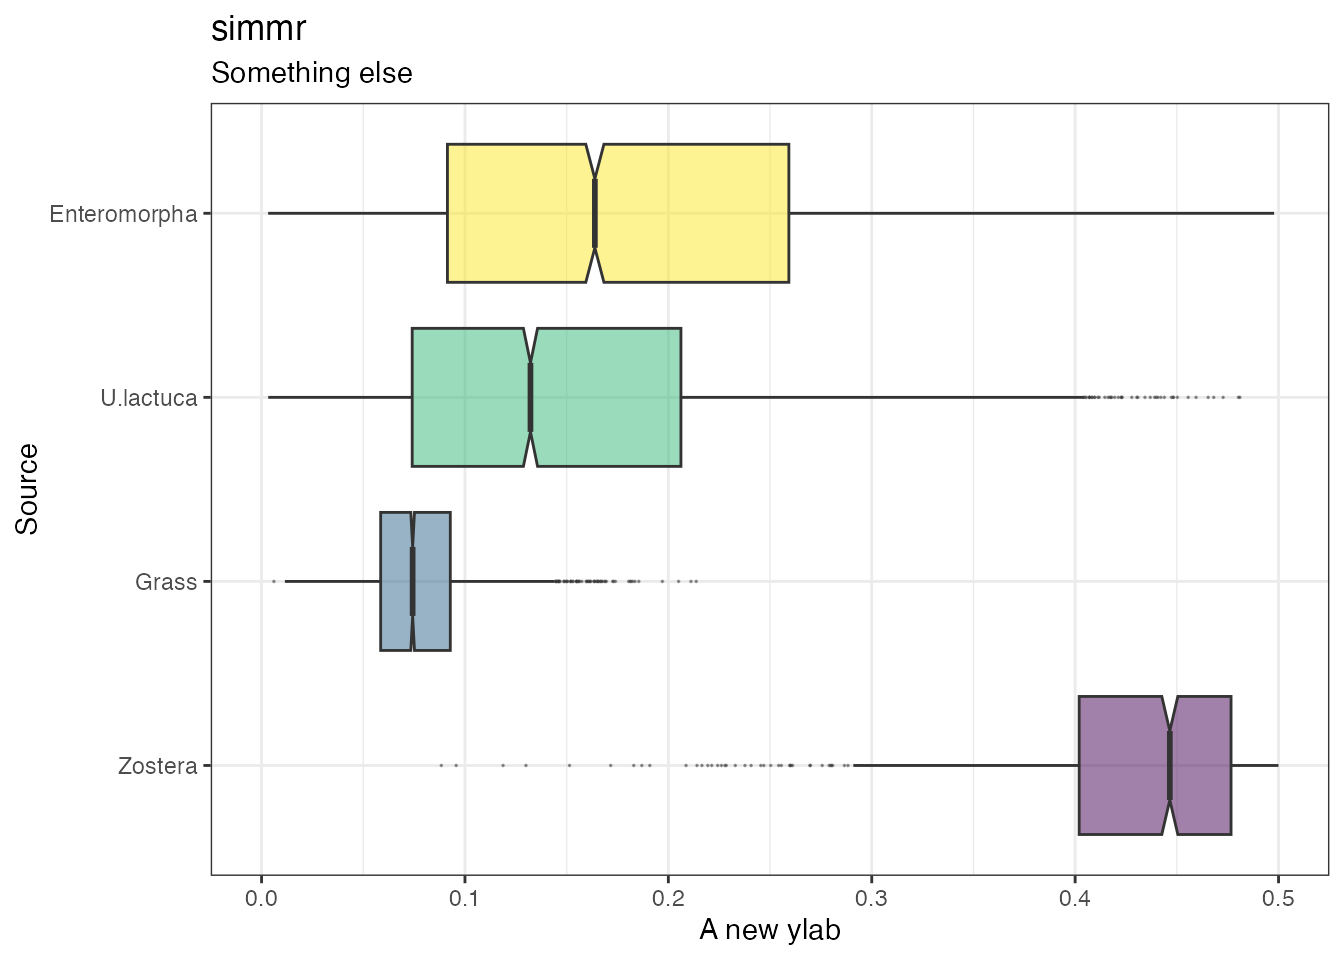 simmr
Something else
Enteromorpha
U.lactuca
Grass
Zostera
Source
0.0 0.1 0.2 0.3 0.4 0.5
A new ylab